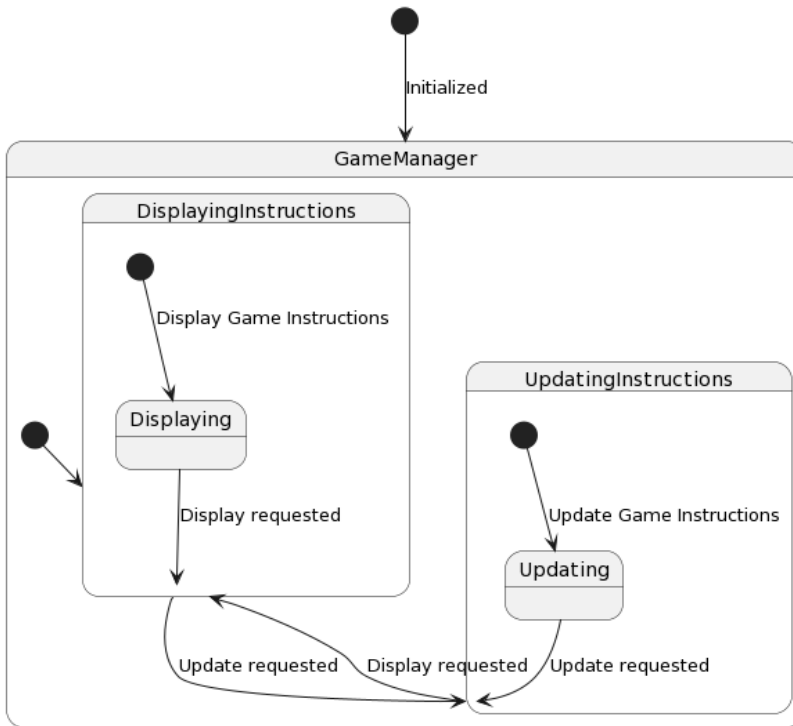 Initialized
GameManager
DisplayingInstructions
Display Game Instructions
Displaying
Display requested
UpdatingInstructions
Update Game Instructions
Updating
Update requested
Display requested
Update requested